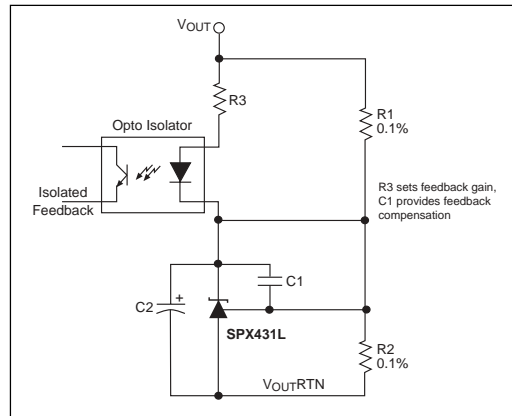 VOUT
R3
R1
0.1%
Opto Isolator
Isolated
Feedback
R3 sets feedback gain,
C1 provides feedback
compensation
C1
C2
+
SPX431L
R2
0.1%
VOUTRTN